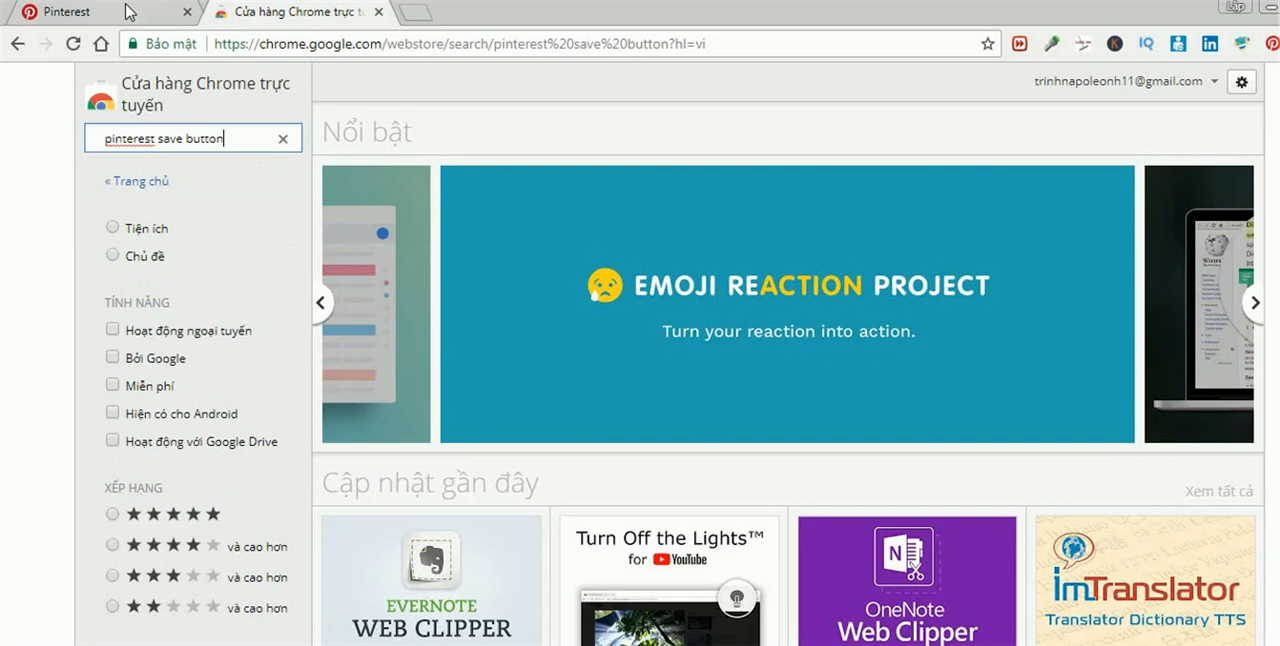 Pinterest
Cửa hàng Chrome trực t
Lập
Bảo mật
https://chrome.google.com/webstore/search/pinterest%20save%20button?hl=vi
Cửa hàng Chrome trực
tuyến
trinhnapoleonh11@gmail.com
pinterest save button
Nổi bật
« Trang chủ
Tiện ích
Chủ đề
TÍNH NĂNG
Hoạt động ngoại tuyến
Bởi Google
Miễn phí
Hiện có cho Android
Hoạt động với Google Drive
EMOJI REACTION PROJECT
Turn your reaction into action.
XẾP HẠNG
và cao hơn
và cao hơn
và cao hơn
Cập nhật gần đây
Xem tất cả
EVERNOTE
WEB CLIPPER
Turn Off the Lights™
for YouTube
OneNote
Web Clipper
imTranslator
Translator Dictionary TTS